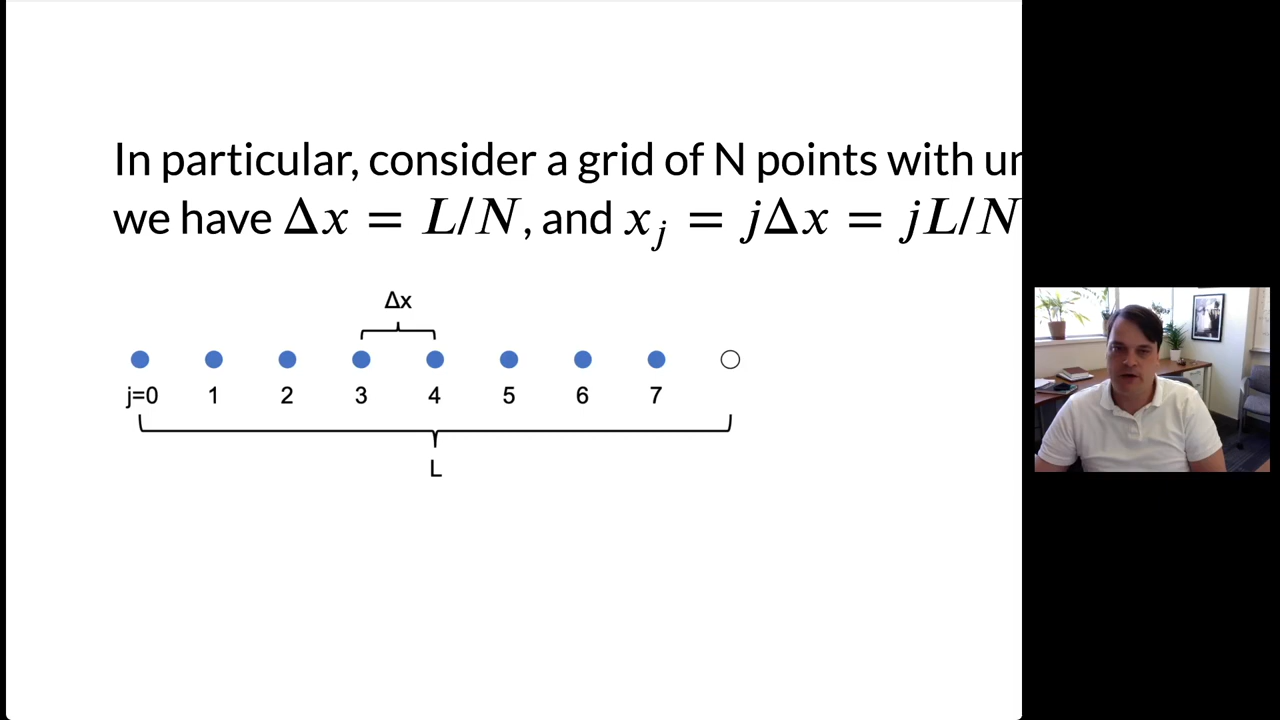 In particular, consider a grid of N points with
we have Δx = L/N, and xⱼ = jΔx = jL/N
Δx
j=0 1 2 3 4 5 6 7
L